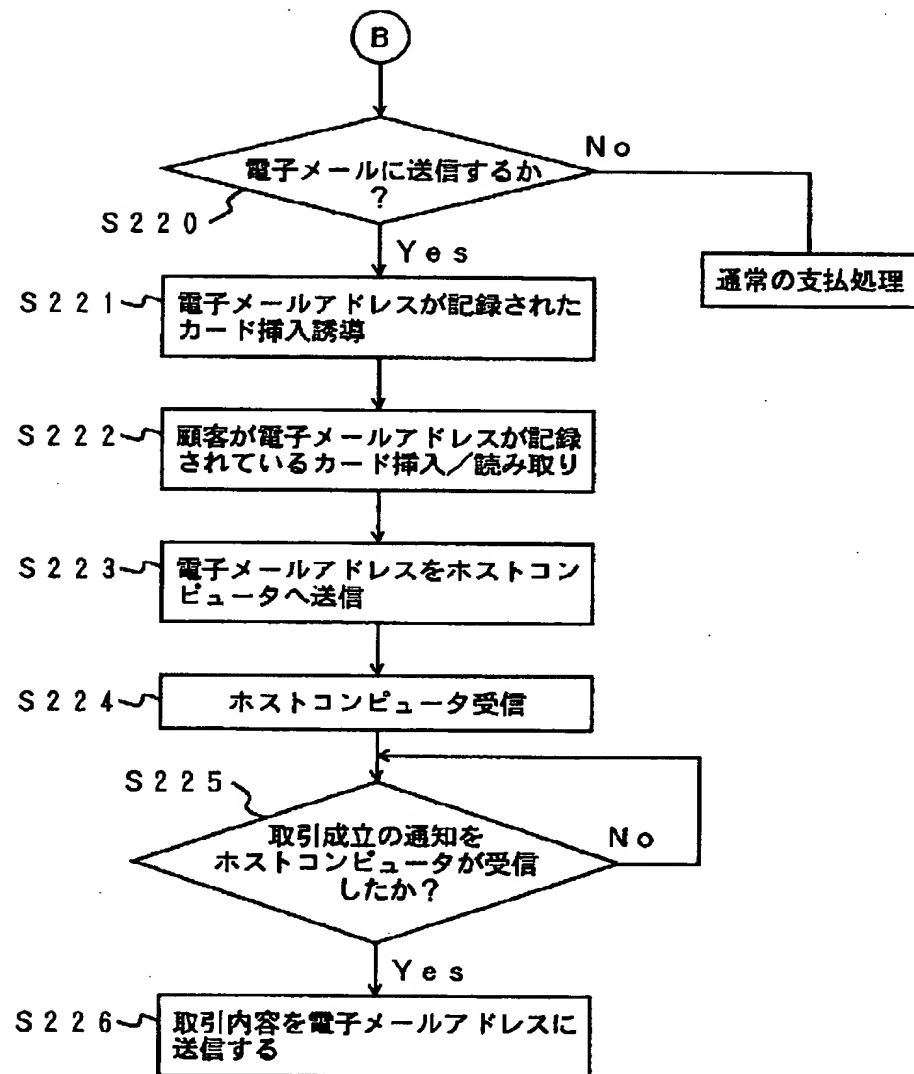 B
電子メールに送信するか
?
No
S220
Yes
通常の支払処理
S221
電子メールアドレスが記録された
カード挿入誘導
S222
顧客が電子メールアドレスが記録
されているカード挿入/読み取り
S223
電子メールアドレスをホストコン
ピュータへ送信
S224
ホストコンピュータ受信
S225
取引成立の通知を
ホストコンピュータが受信
したか?
No
Yes
S226
取引内容を電子メールアドレスに
送信する